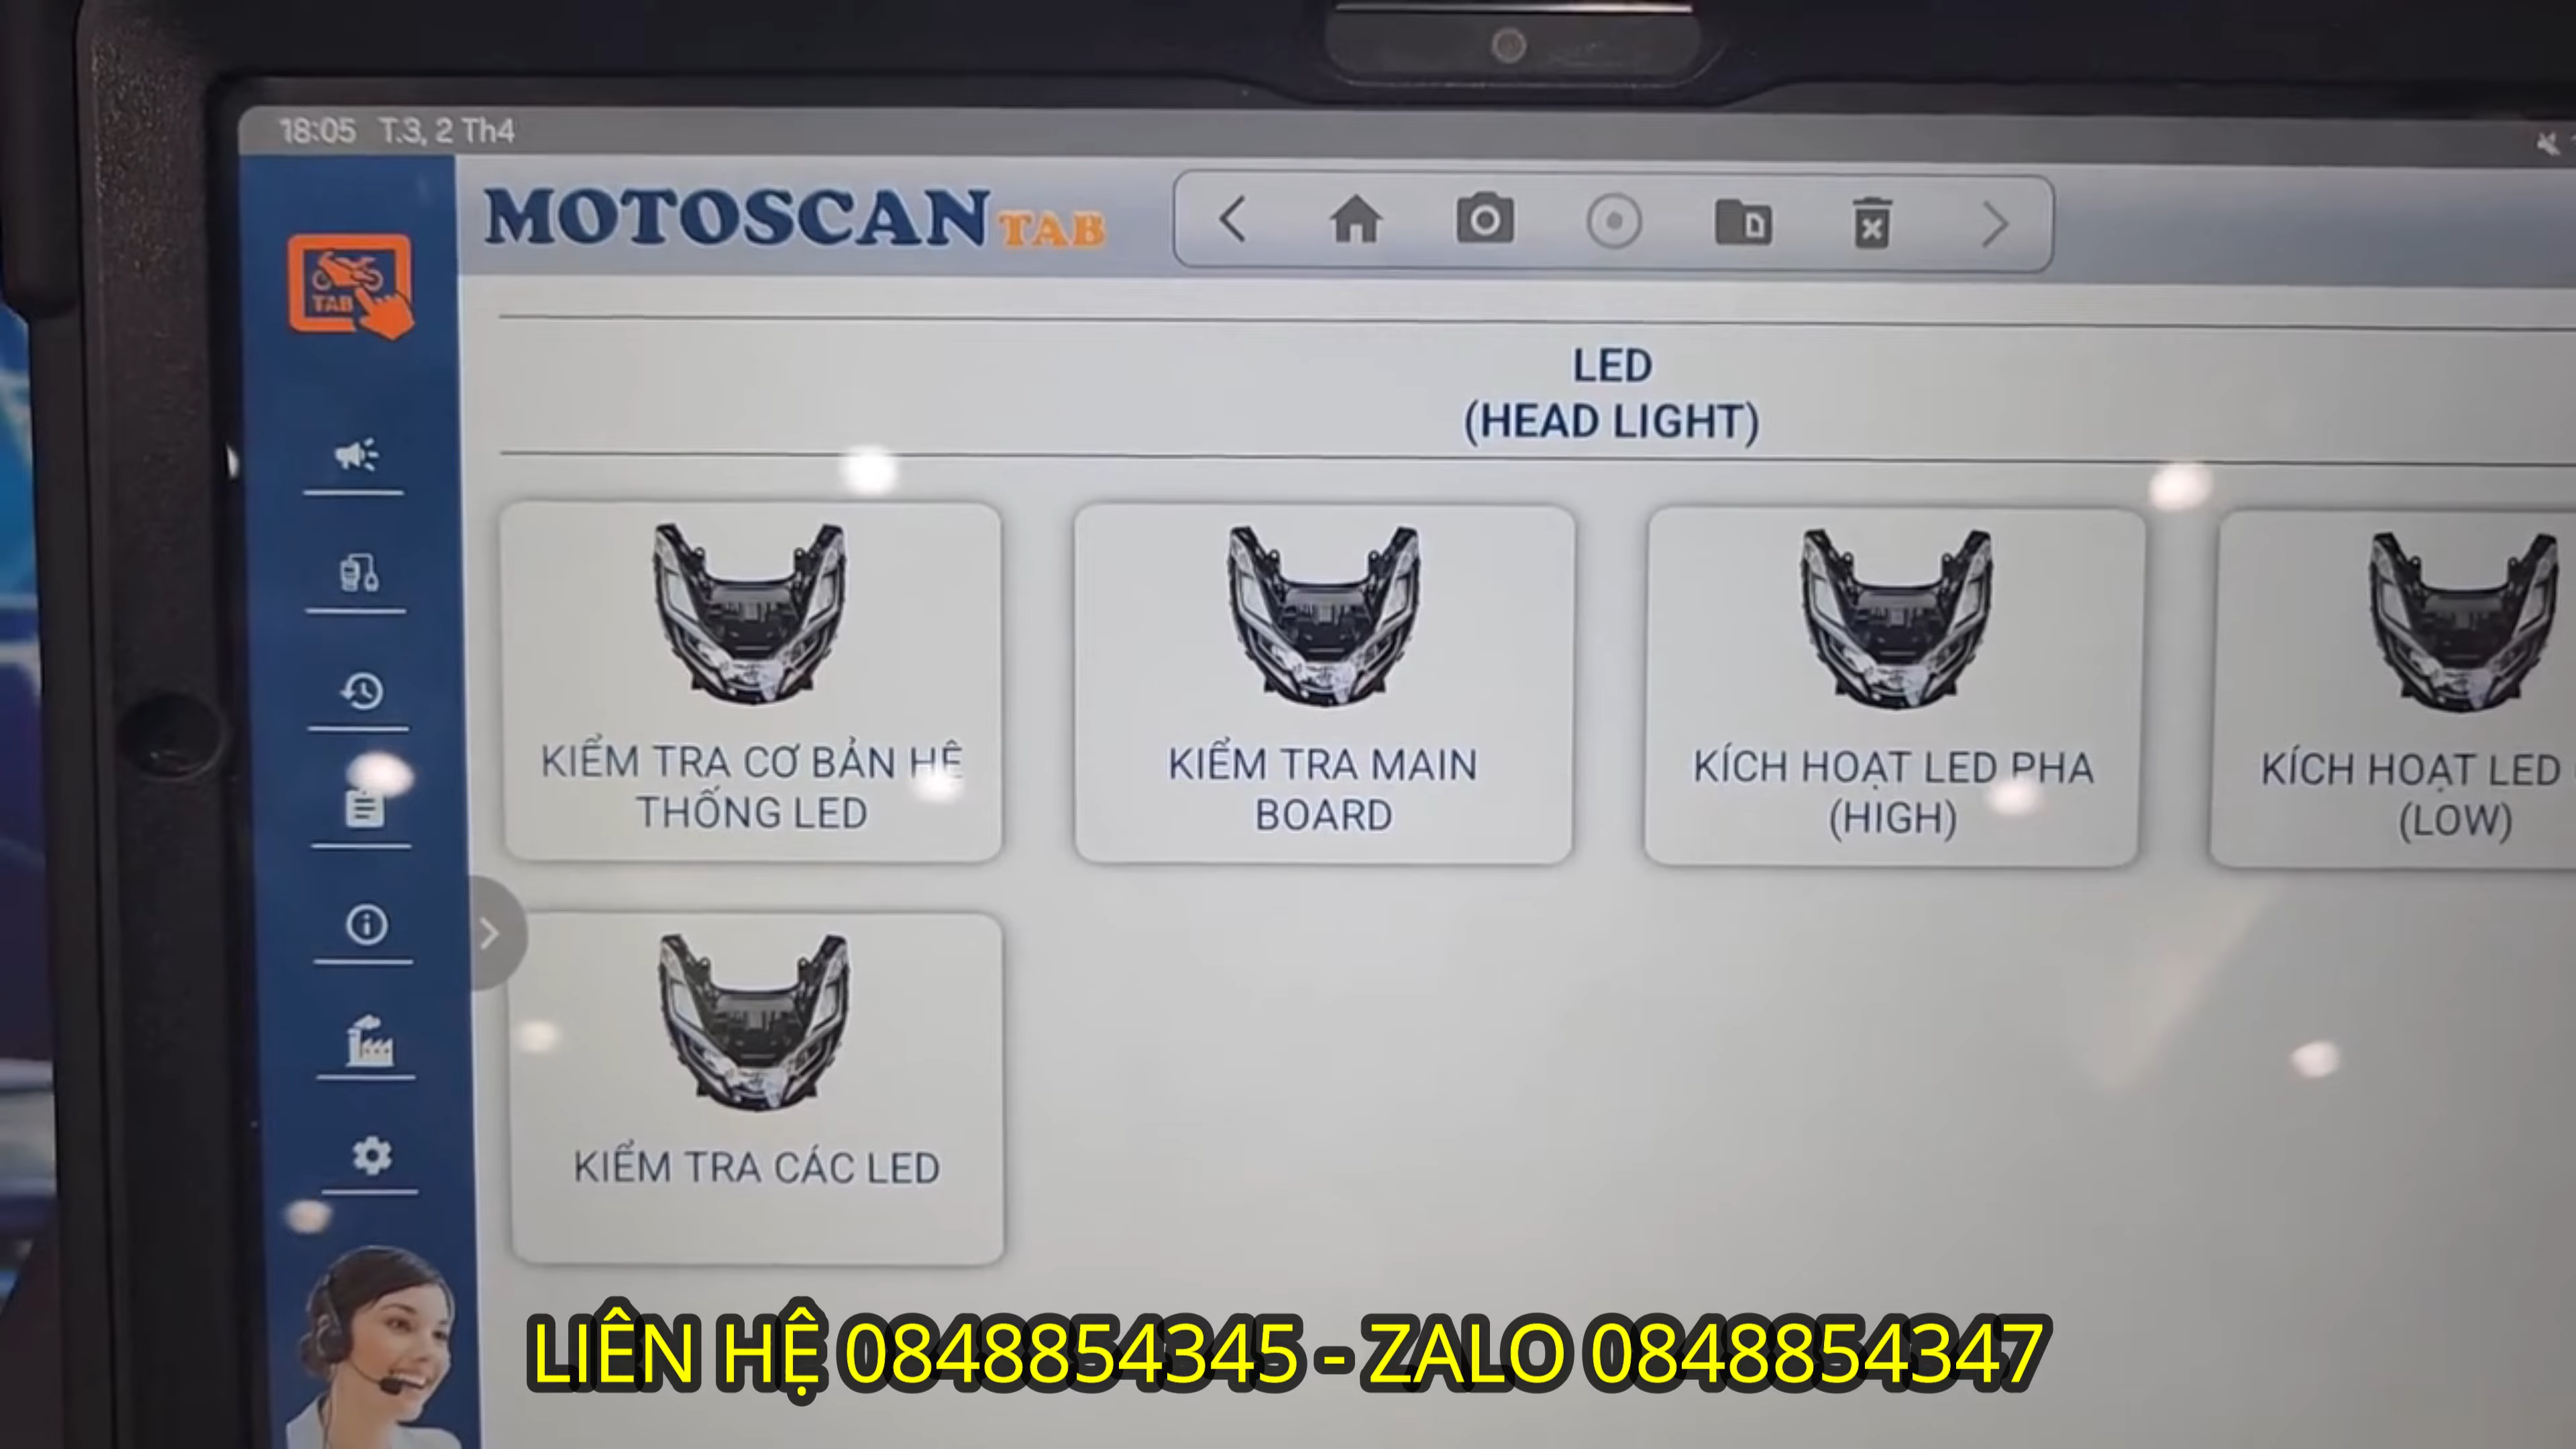 18:05 T.3, 2 Th4
MOTOSCAN TAB
TAB
LED
(HEAD LIGHT)
KIỂM TRA CƠ BẢN HỆ
THỐNG LED
KIỂM TRA MAIN
BOARD
KÍCH HOẠT LED PHA
(HIGH)
KÍCH HOẠT LED
(LOW)
KIỂM TRA CÁC LED
LIÊN HỆ 0848854345 - ZALO 0848854347